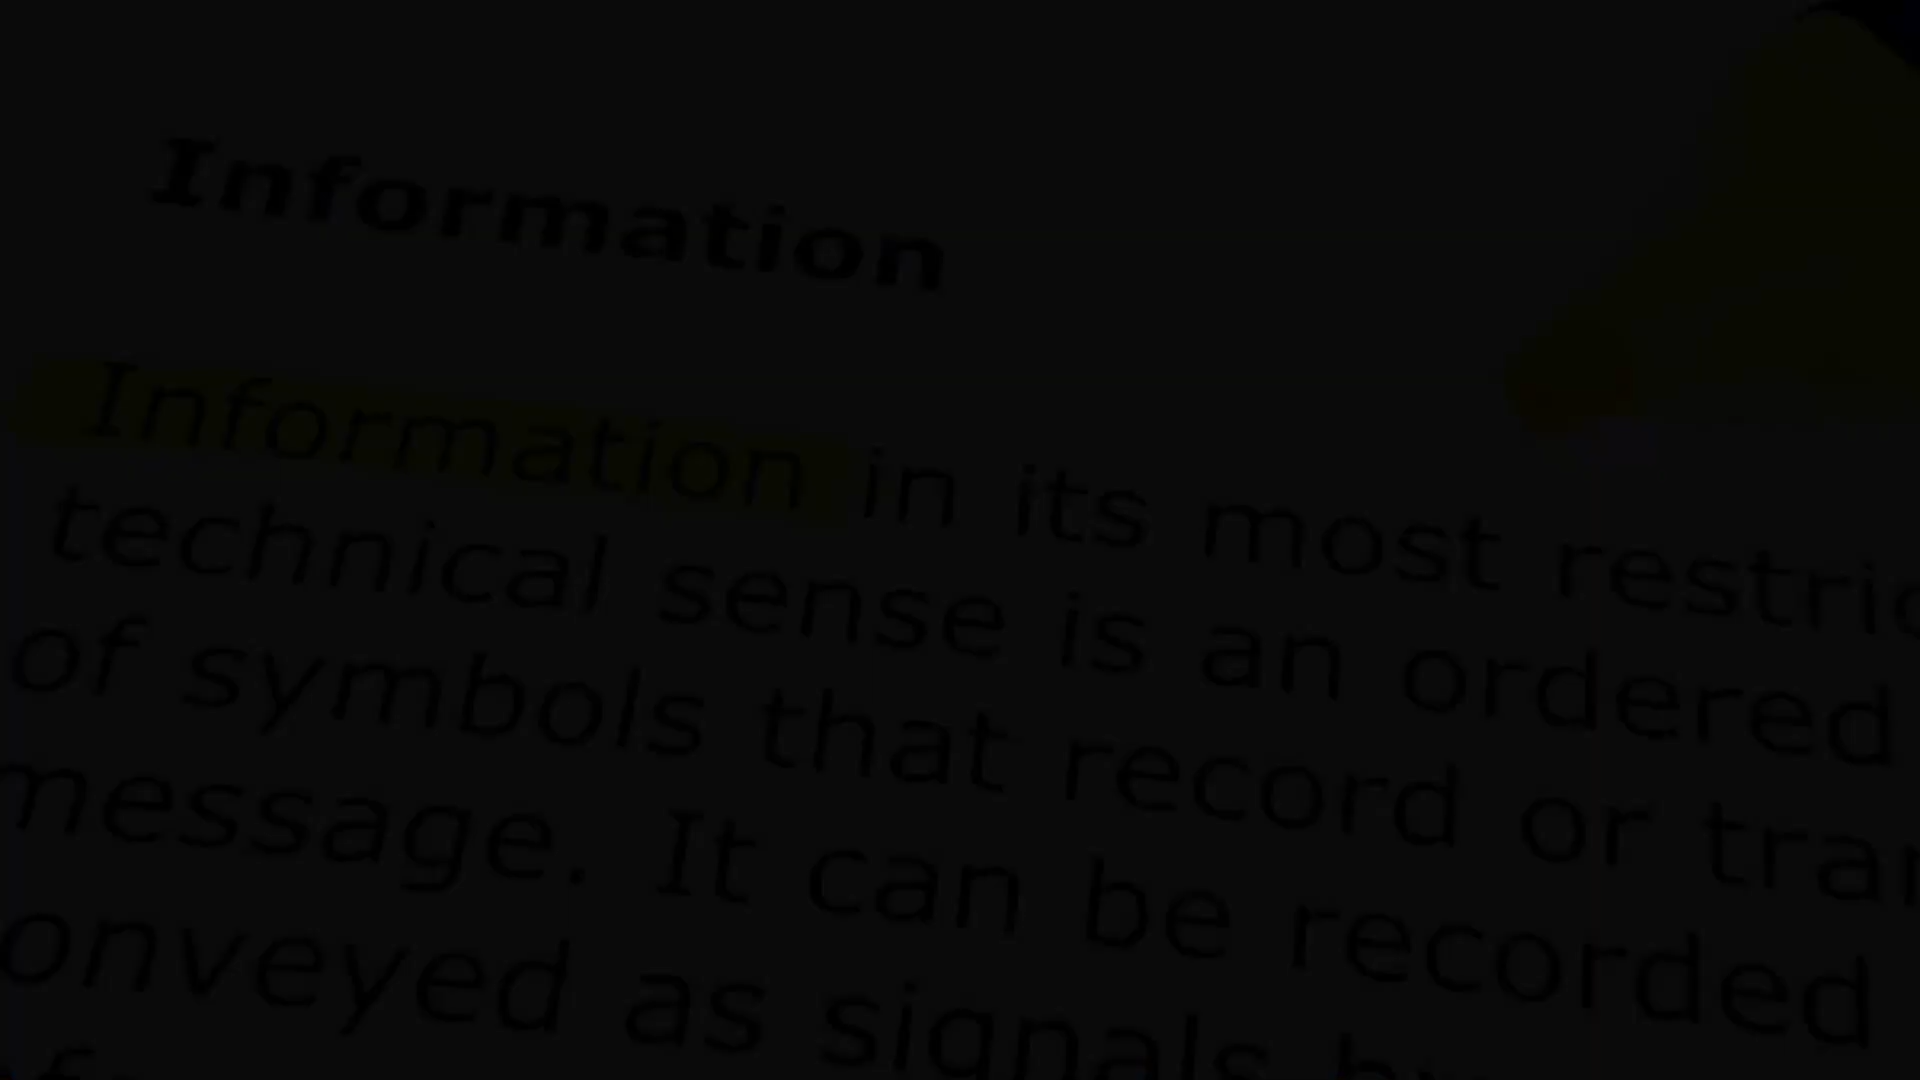 Information
Information in its most restric
technical sense is an ordered
of symbols that record or tran
message. It can be recorded
onveyed as signals by